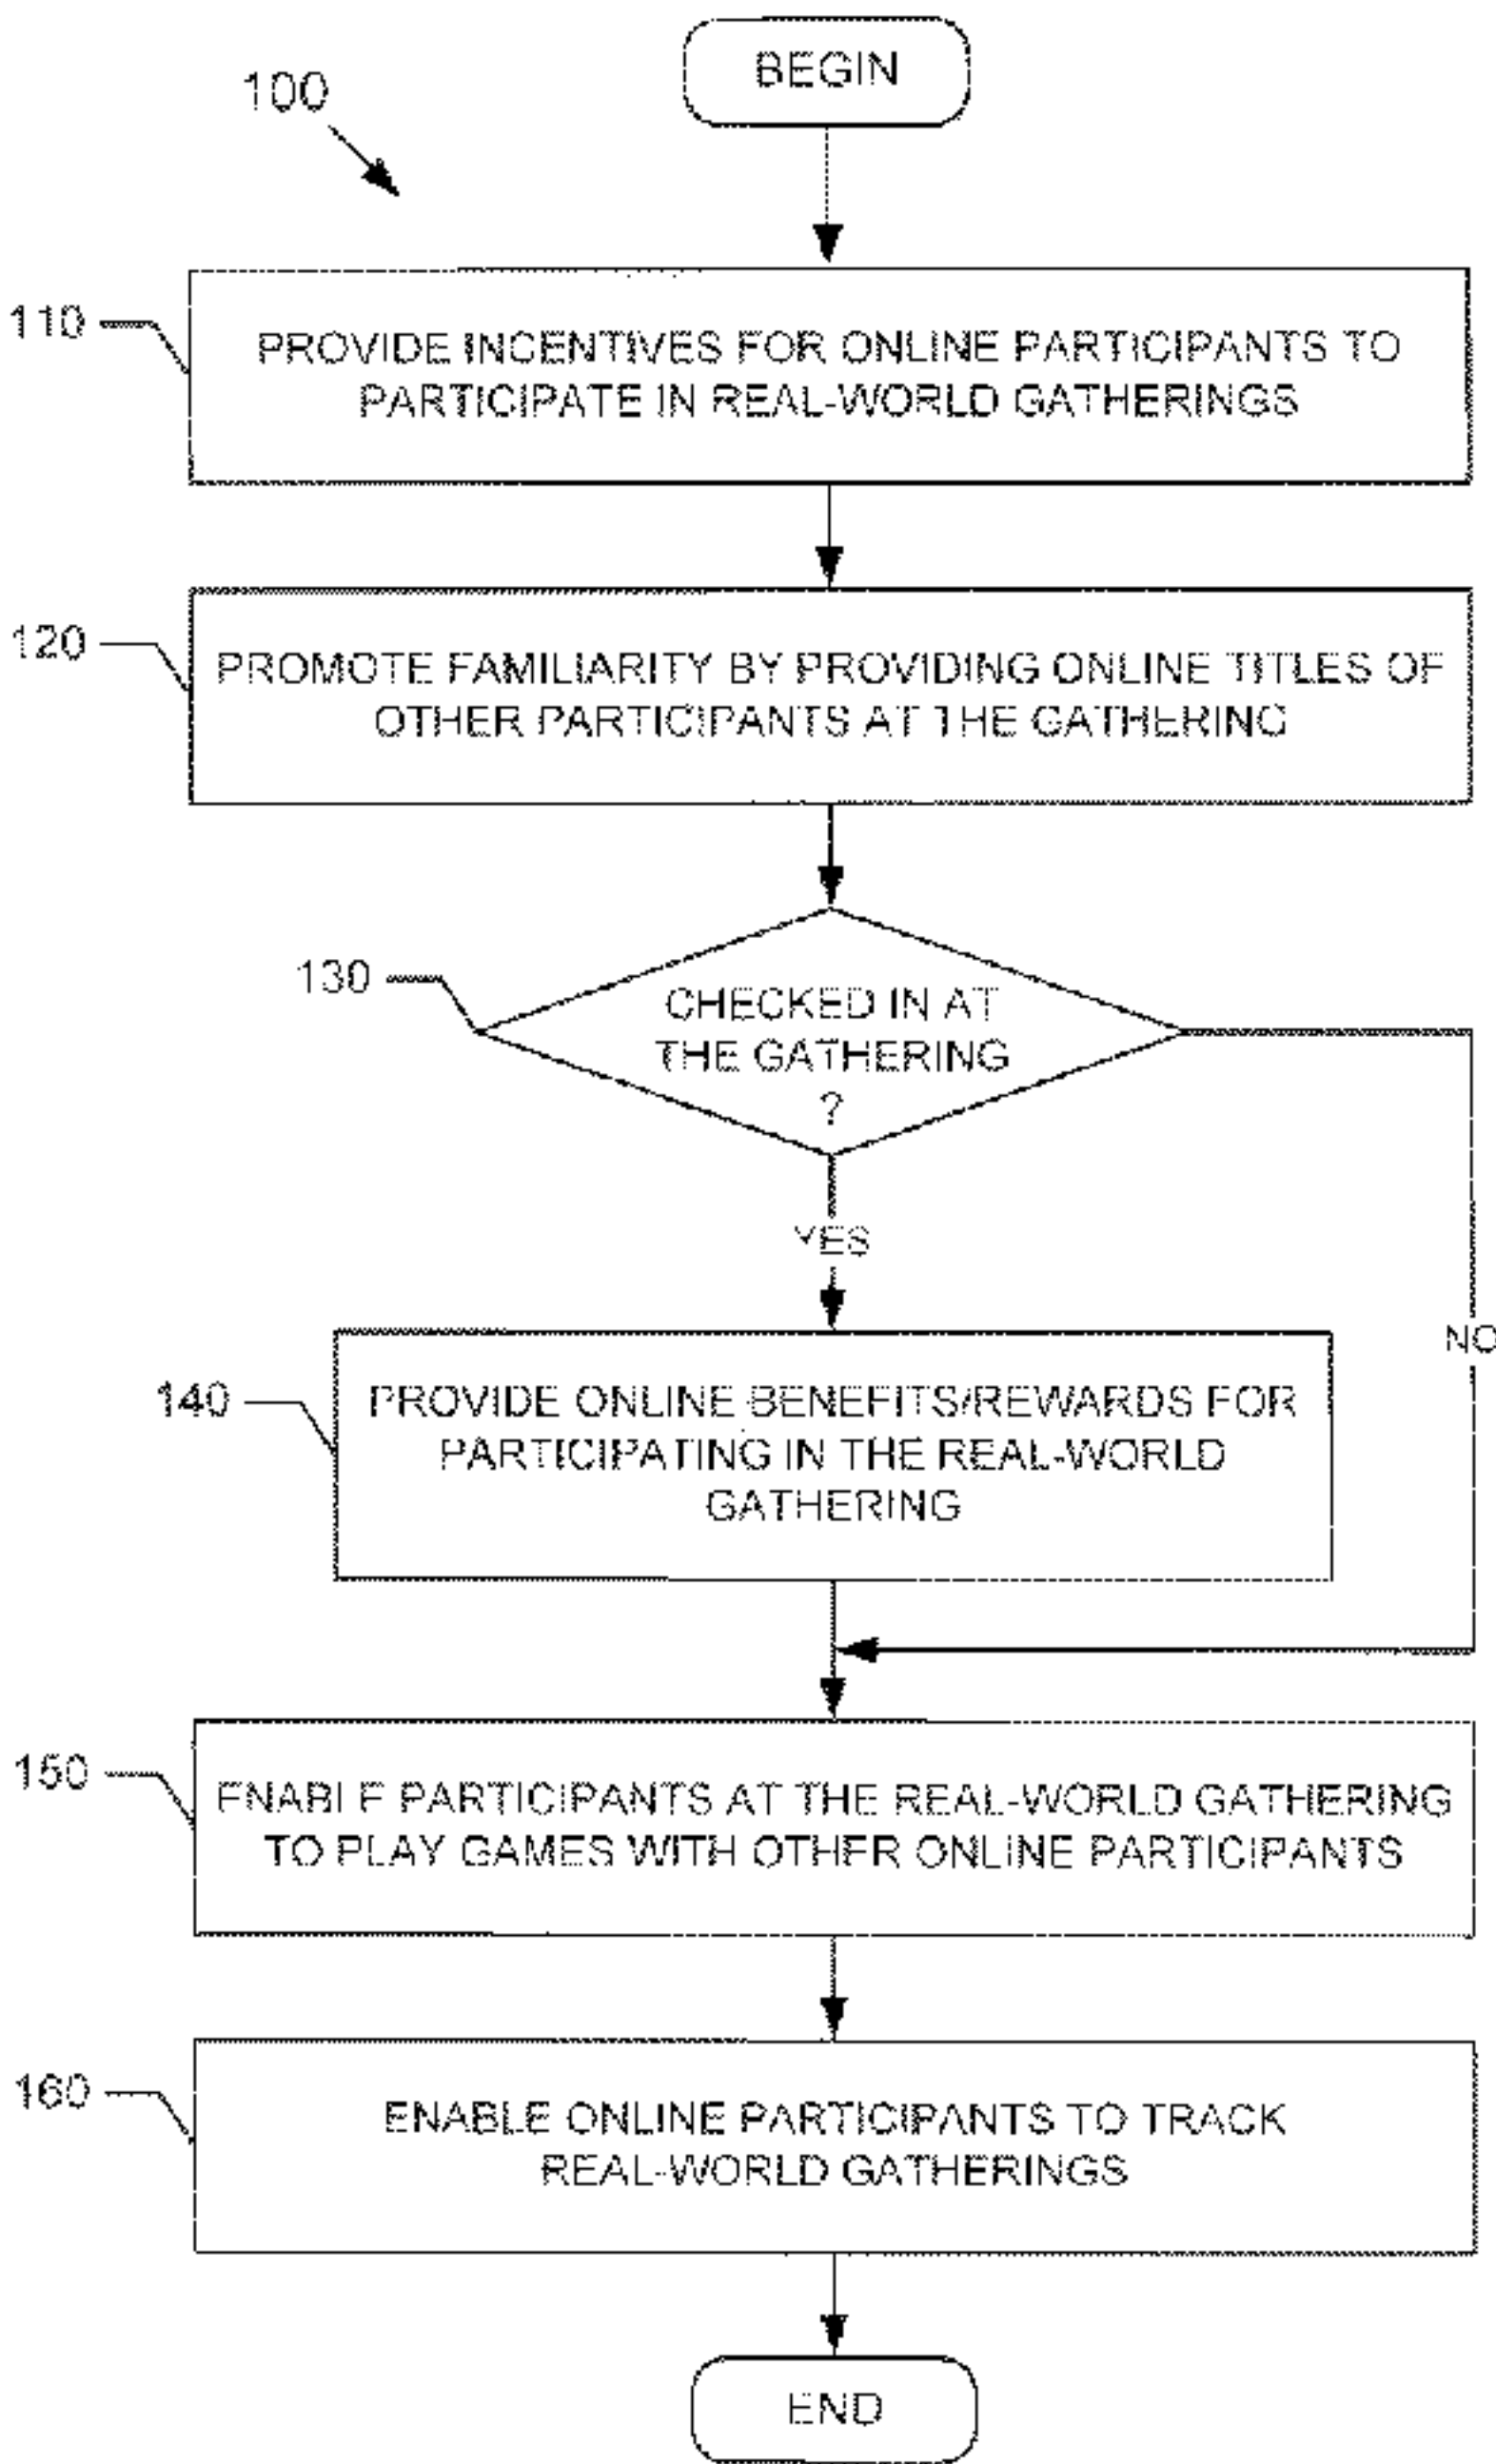 BEGIN
100
110
PROVIDE INCENTIVES FOR ONLINE PARTICIPANTS TO
PARTICIPATE IN REAL-WORLD GATHERINGS
120
PROMOTE FAMILIARITY BY PROVIDING ONLINE TITLES OF
OTHER PARTICIPANTS AT THE GATHERING
130
CHECKED IN AT
THE GATHERING
?
YES
NO
140
PROVIDE ONLINE BENEFITS/REWARDS FOR
PARTICIPATING IN THE REAL-WORLD
GATHERING
150
ENABLE PARTICIPANTS AT THE REAL-WORLD GATHERING
TO PLAY GAMES WITH OTHER ONLINE PARTICIPANTS
160
ENABLE ONLINE PARTICIPANTS TO TRACK
REAL-WORLD GATHERINGS
END